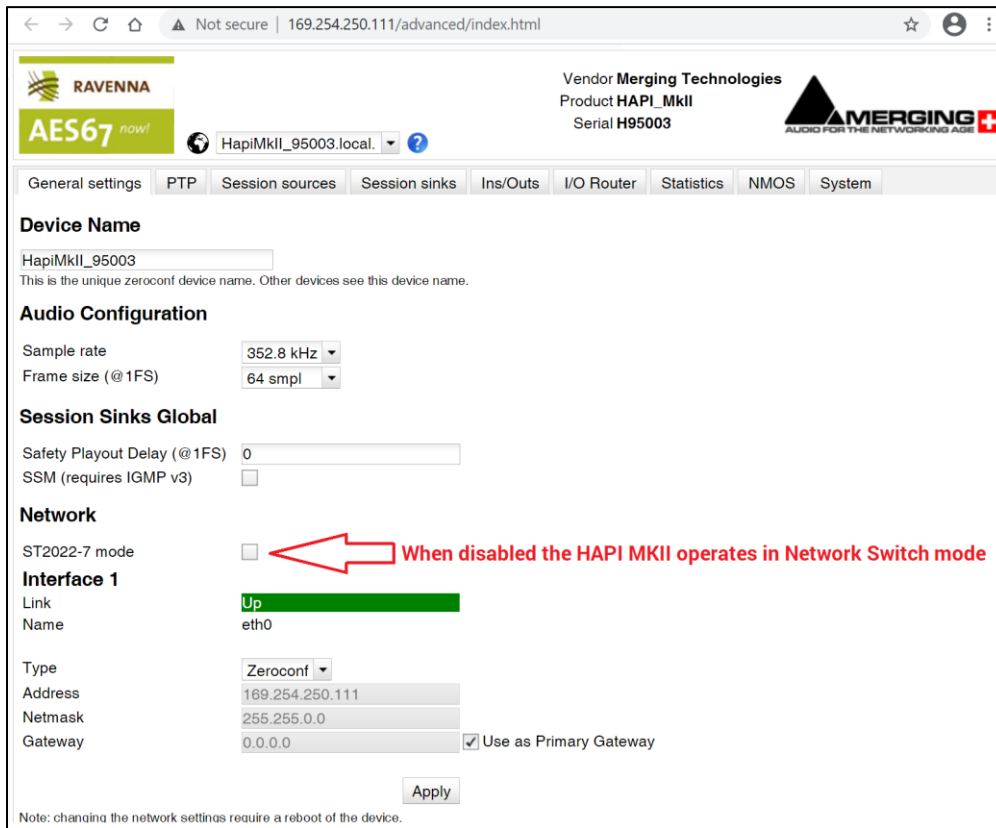 Not secure | 169.254.250.111/advanced/index.html
RAVENNA
AES67 now!
Vendor Merging Technologies
Product HAPI_MkII
Serial H95003
MERGING
AUDIO FOR THE NETWORKING AGE
HapiMkII_95003.local. ?
General settings PTP Session sources Session sinks Ins/Outs I/O Router Statistics NMOS System
Device Name
HapiMkII_95003
This is the unique zeroconf device name. Other devices see this device name.
Audio Configuration
Sample rate 352.8 kHz
Frame size (@1FS) 64 smpl
Session Sinks Global
Safety Playout Delay (@1FS) 0
SSM (requires IGMP v3)
Network
ST2022-7 mode When disabled the HAPI MKII operates in Network Switch mode
Interface 1
Link Up
Name eth0
Type Zeroconf
Address 169.254.250.111
Netmask 255.255.0.0
Gateway 0.0.0.0 Use as Primary Gateway
Apply
Note: changing the network settings require a reboot of the device.